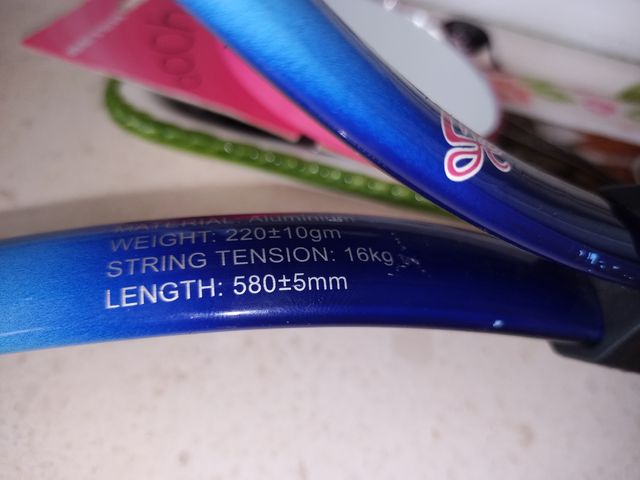 MATERIAL: Aluminium
WEIGHT: 220±10gm
STRING TENSION: 16kg
LENGTH: 580±5mm